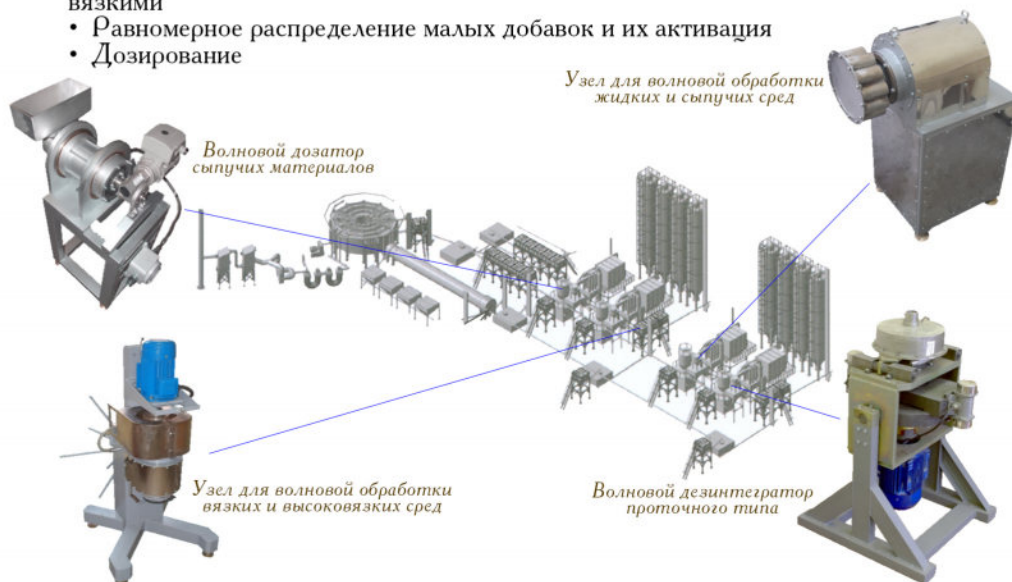 вязкими
• Равномерное распределение малых добавок и их активация
• Дозирование
Узел для волновой обработки
жидких и сыпучих сред
Волновой дозатор
сыпучих материалов
Узел для волновой обработки
вязких и высоковязких сред
Волновой дезинтегратор
проточного типа